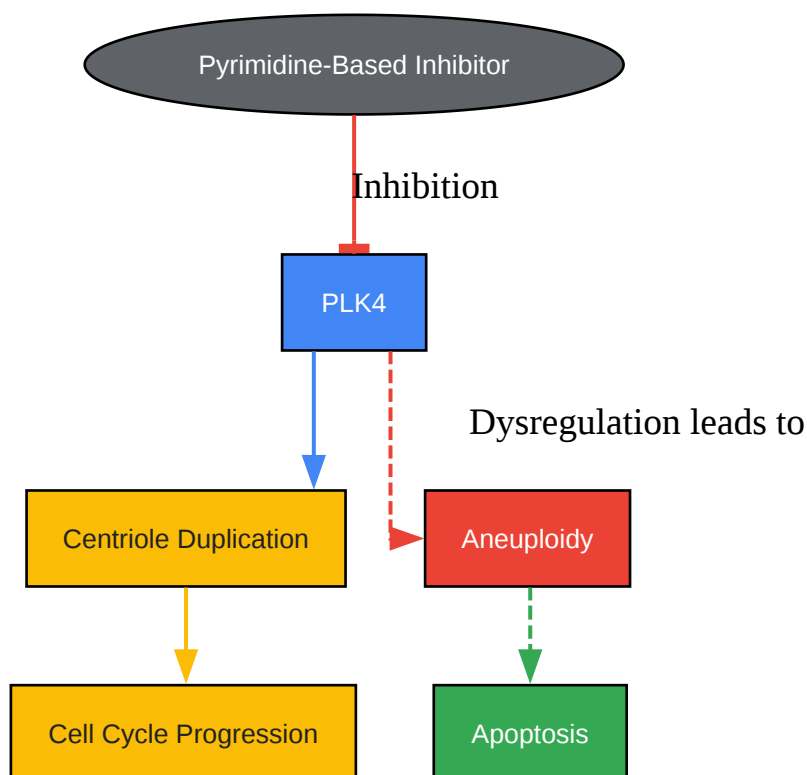 Pyrimidine-Based Inhibitor
Inhibition
PLK4
Dysregulation leads to
Centriole Duplication
Aneuploidy
Cell Cycle Progression
Apoptosis